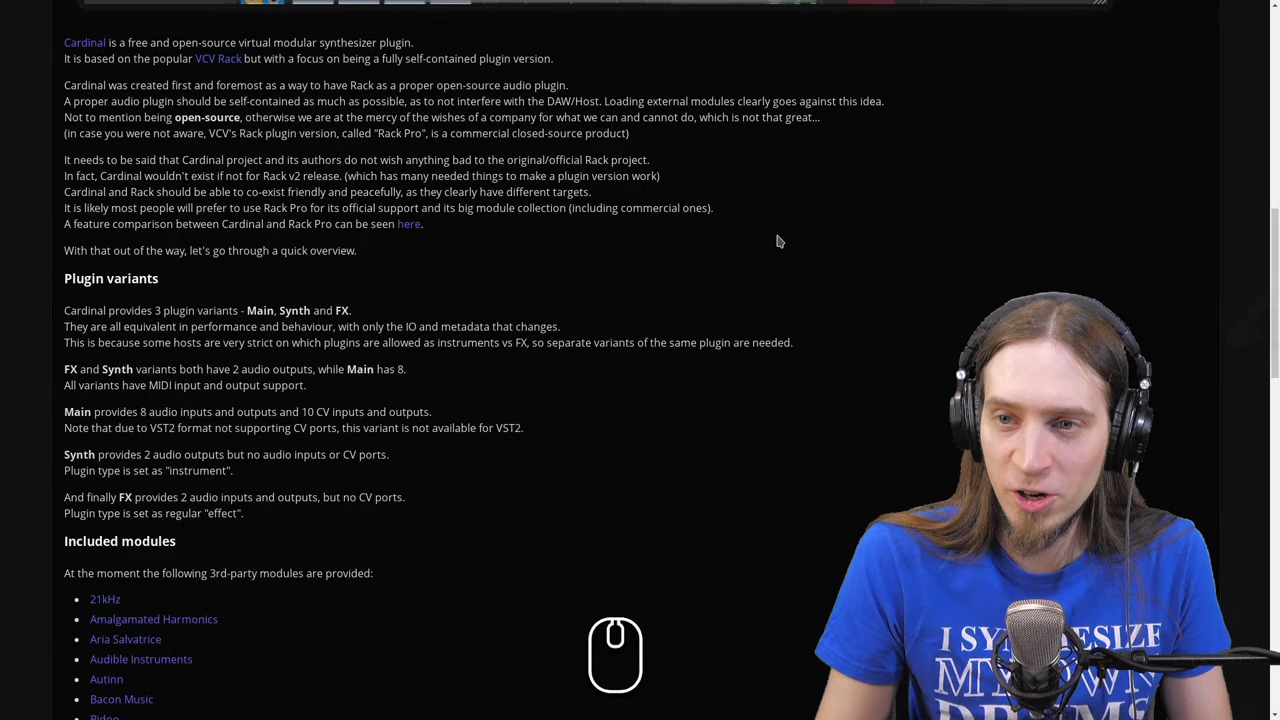 Cardinal is a free and open-source virtual modular synthesizer plugin.
It is based on the popular VCV Rack but with a focus on being a fully self-contained plugin version.
Cardinal was created first and foremost as a way to have Rack as a proper open-source audio plugin.
A proper audio plugin should be self-contained as much as possible, as to not interfere with the DAW/Host. Loading external modules clearly goes against this idea.
Not to mention being open-source, otherwise we are at the mercy of the wishes of a company for what we can and cannot do, which is not that great...
(in case you were not aware, VCV's Rack plugin version, called "Rack Pro", is a commercial closed-source product)
It needs to be said that Cardinal project and its authors do not wish anything bad to the original/official Rack project.
In fact, Cardinal wouldn't exist if not for Rack v2 release. (which has many needed things to make a plugin version work)
Cardinal and Rack should be able to co-exist friendly and peacefully, as they clearly have different targets.
It is likely most people will prefer to use Rack Pro for its official support and its big module collection (including commercial ones).
A feature comparison between Cardinal and Rack Pro can be seen here.
With that out of the way, let's go through a quick overview.
Plugin variants
Cardinal provides 3 plugin variants - Main, Synth and FX.
They are all equivalent in performance and behaviour, with only the IO and metadata that changes.
This is because some hosts are very strict on which plugins are allowed as instruments vs FX, so separate variants of the same plugin are needed.
FX and Synth variants both have 2 audio outputs, while Main has 8.
All variants have MIDI input and output support.
Main provides 8 audio inputs and outputs and 10 CV inputs and outputs.
Note that due to VST2 format not supporting CV ports, this variant is not available for VST2.
Synth provides 2 audio outputs but no audio inputs or CV ports.
Plugin type is set as "instrument".
And finally FX provides 2 audio inputs and outputs, but no CV ports.
Plugin type is set as regular "effect".
Included modules
At the moment the following 3rd-party modules are provided:
21kHz
Amalgamated Harmonics
Aria Salvatrice
Audible Instruments
Autinn
Bacon Music
Bidoo
I SYNTHESIZE
MY OWN
DRUMS